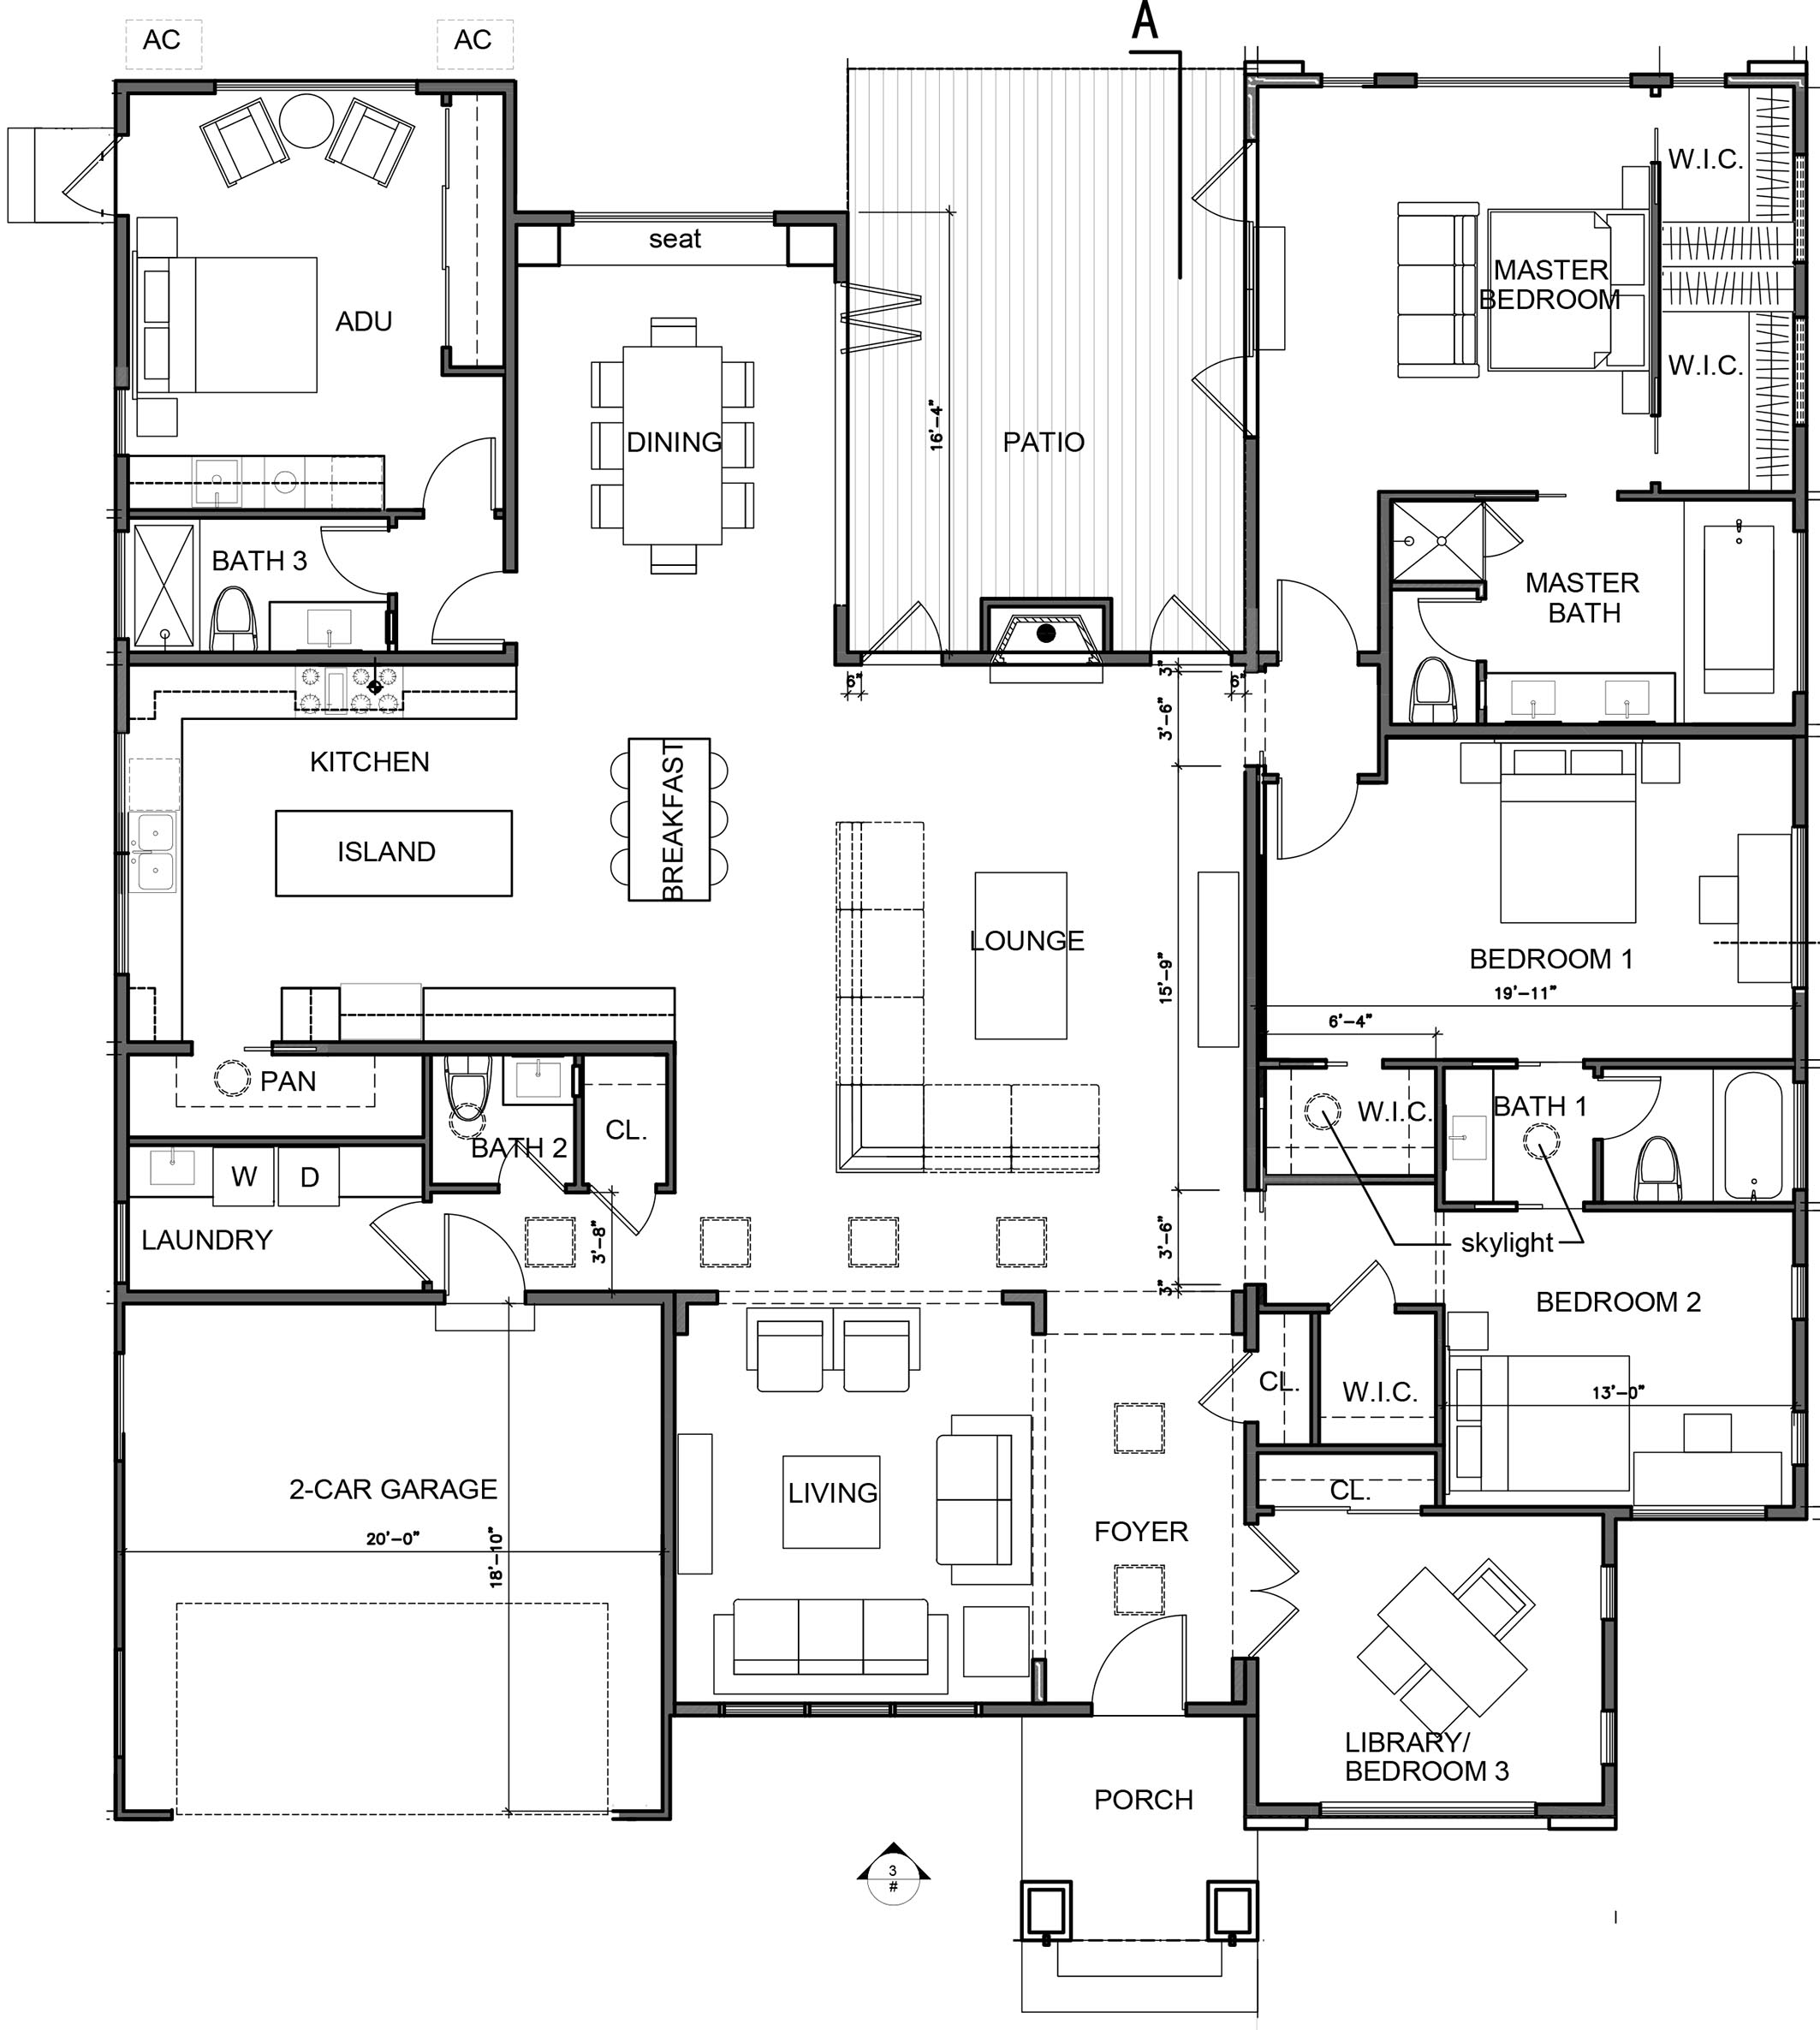 A
AC
AC
W.I.C.
seat
MASTER
BEDROOM
ADU
W.I.C.
16'-4"
DINING
PATIO
BATH 3
MASTER
BATH
3"
6"
6"
3'-6"
KITCHEN
BREAKFAST
ISLAND
LOUNGE
BEDROOM 1
15'-9"
19'-11"
6'-4"
PAN
W.I.C.
BATH 1
CL.
BATH 2
W
D
LAUNDRY
3'-8"
3'-6"
skylight
3"
BEDROOM 2
CL.
W.I.C.
13'-0"
2-CAR GARAGE
LIVING
CL.
FOYER
20'-0"
18'-10"
LIBRARY/
BEDROOM 3
PORCH
3
#